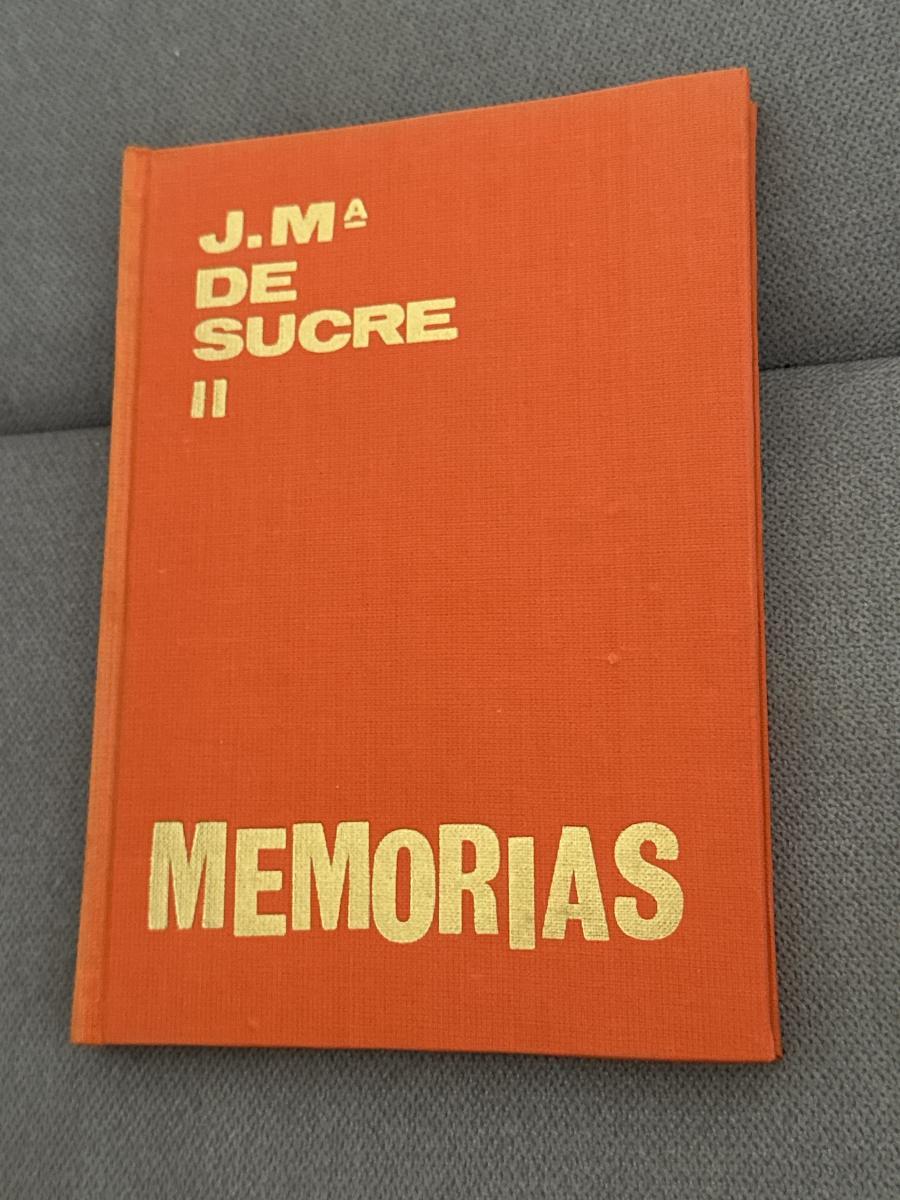 J.Mª
DE
SUCRE
II
MEMORIAS